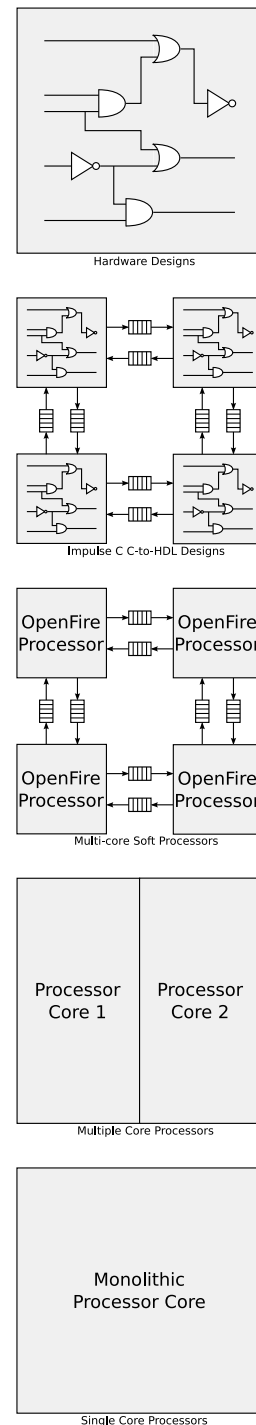 Hardware Designs
Impulse C C-to-HDL Designs
OpenFire
Processor
OpenFire
Processor
OpenFire
Processor
OpenFire
Processor
Multi-core Soft Processors
Processor
Core 1
Processor
Core 2
Multiple Core Processors
Monolithic
Processor Core
Single Core Processors